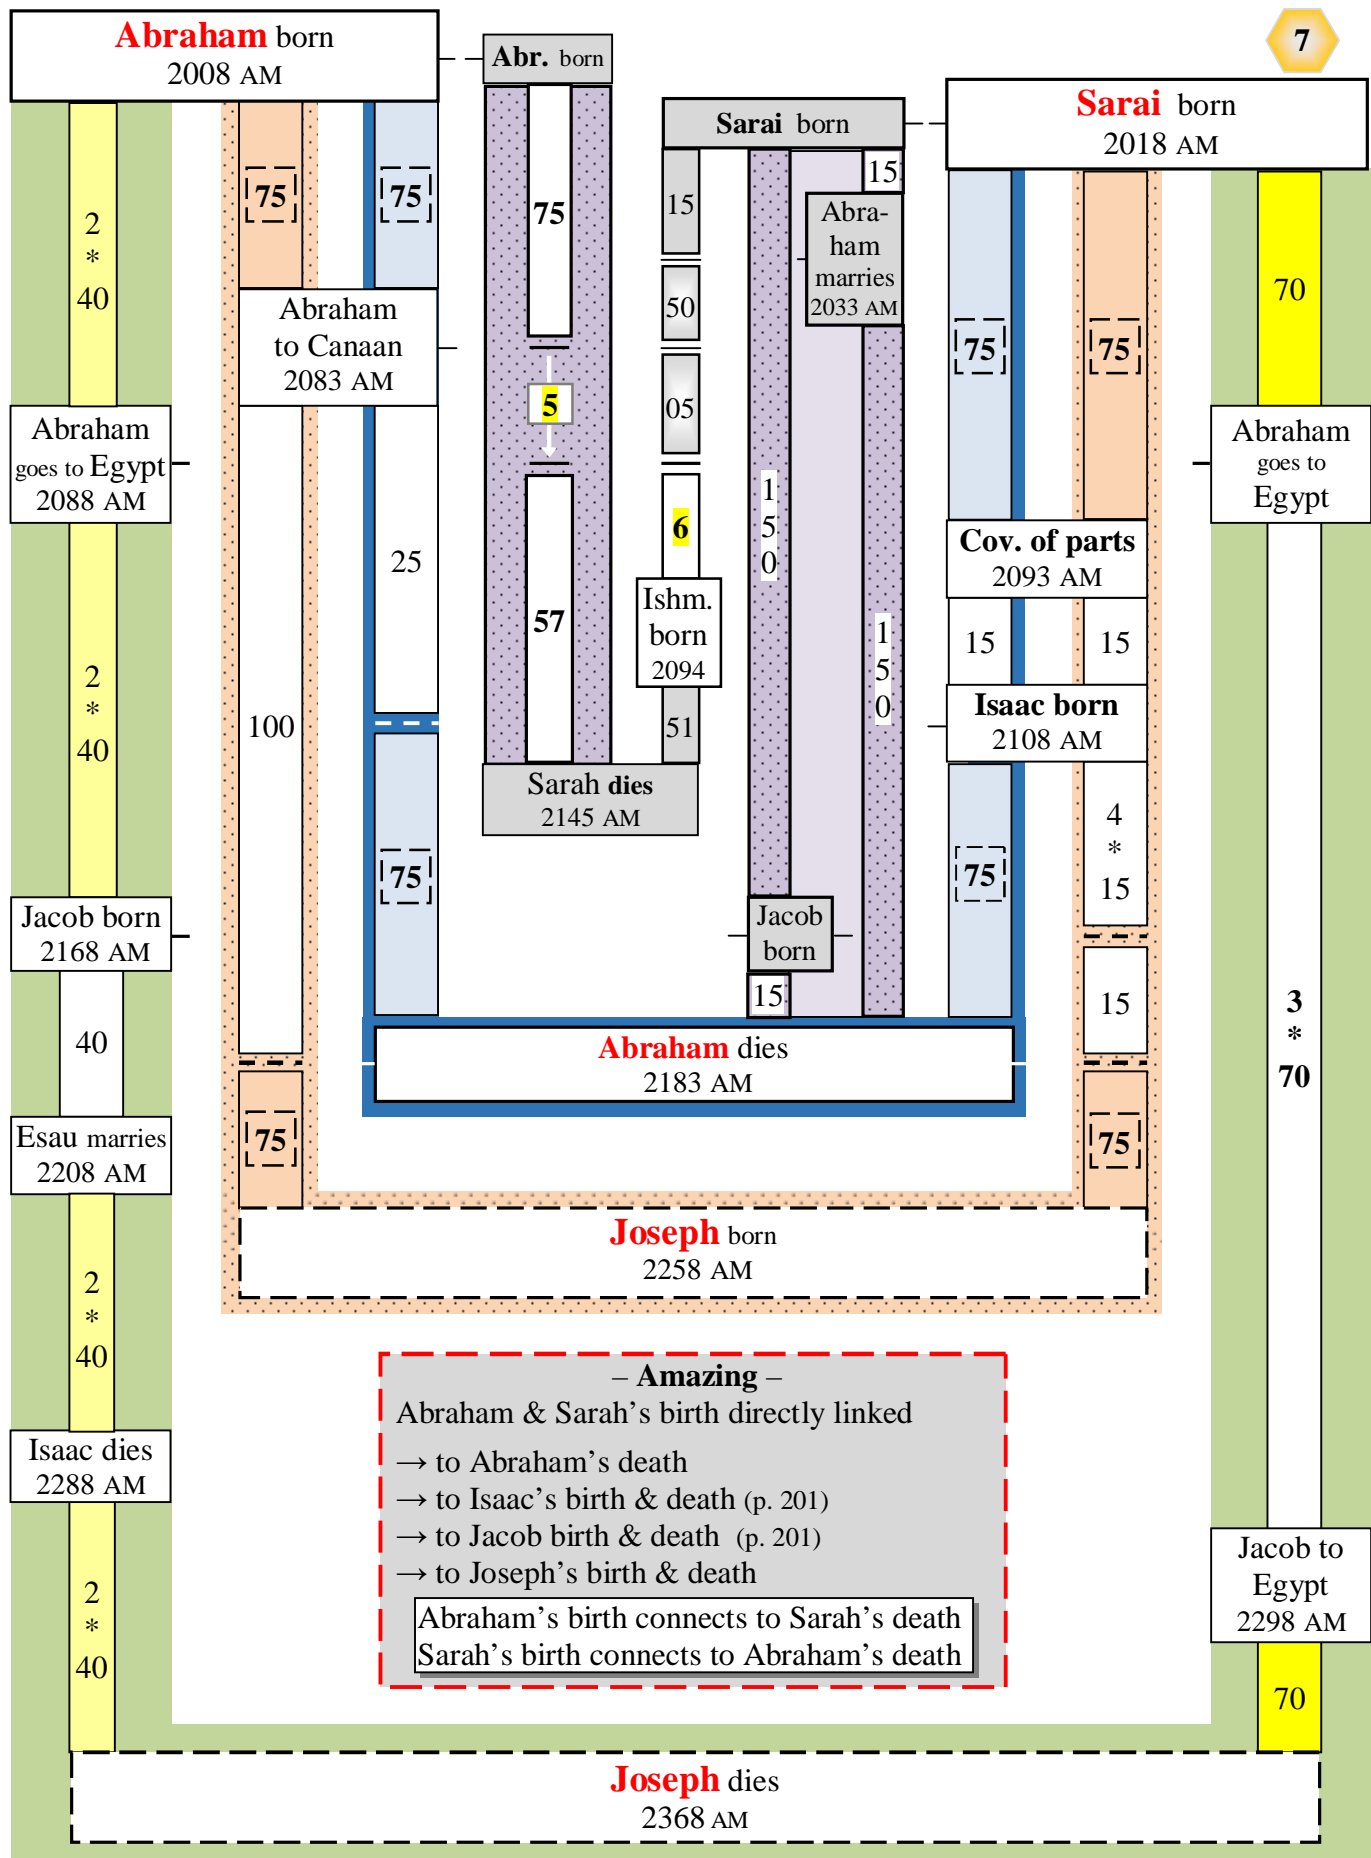 Abraham born
2008 AM
Abr. born
7
Sarai born
Sarai born
2018 AM
2
*
40
75
75
75
15
50
05
15
Abra-
ham
marries
2033 AM
75
75
70
Abraham
to Canaan
2083 AM
5
Abraham
goes to Egypt
2088 AM
Abraham
goes to
Egypt
25
57
6
1
5
0
Cov. of parts
2093 AM
Ishm.
born
2094
1
5
0
15
15
2
*
40
100
51
Isaac born
2108 AM
Sarah dies
2145 AM
75
75
4
*
15
Jacob born
2168 AM
Jacob
born
15
15
3
*
70
40
Abraham dies
2183 AM
Esau marries
2208 AM
75
75
Joseph born
2258 AM
2
*
40
– Amazing –
Abraham & Sarah’s birth directly linked
→ to Abraham’s death
→ to Isaac’s birth & death (p. 201)
→ to Jacob birth & death (p. 201)
→ to Joseph’s birth & death
Abraham’s birth connects to Sarah’s death
Sarah’s birth connects to Abraham’s death
Isaac dies
2288 AM
Jacob to
Egypt
2298 AM
2
*
40
70
Joseph dies
2368 AM